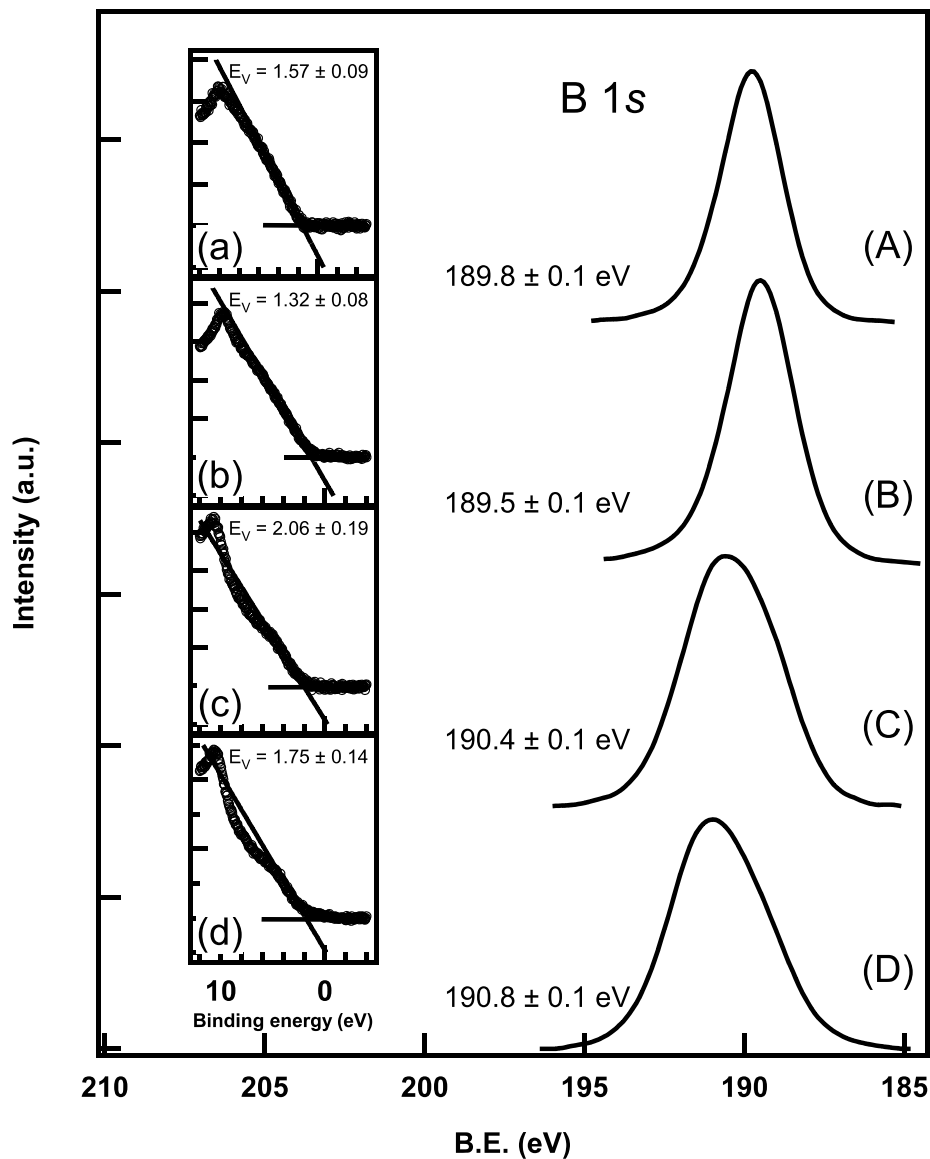 B 1s
E_V = 1.57 ± 0.09
(a)
(A)
189.8 ± 0.1 eV
E_V = 1.32 ± 0.08
(b)
(B)
189.5 ± 0.1 eV
E_V = 2.06 ± 0.19
(c)
(C)
190.4 ± 0.1 eV
E_V = 1.75 ± 0.14
(d)
(D)
190.8 ± 0.1 eV
10 0
Binding energy (eV)
Intensity (a.u.)
210 205 200 195 190 185
B.E. (eV)